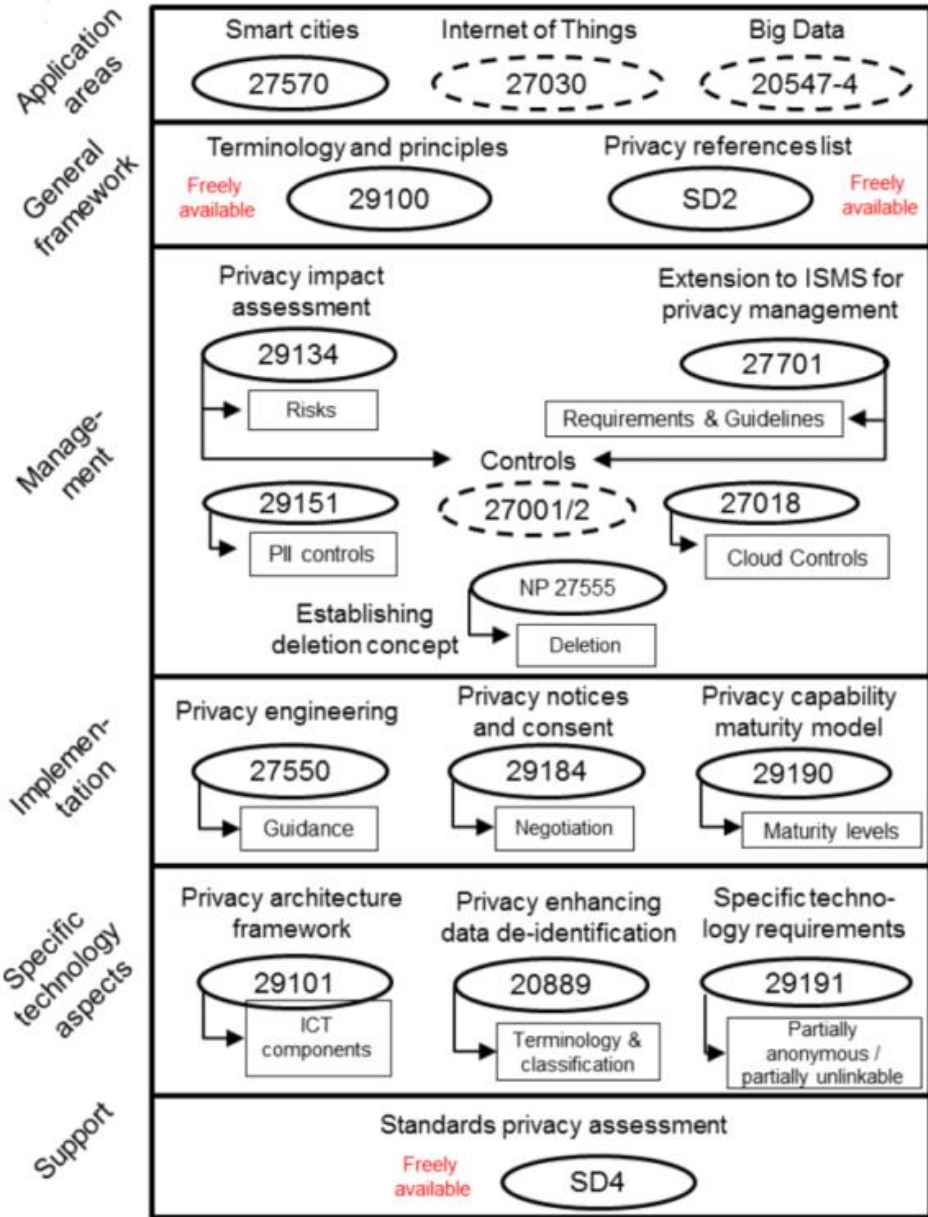 Application
areas
Smart cities
Internet of Things
Big Data
27570
27030
20547-4
General
framework
Terminology and principles
Privacy references list
Freely
available
29100
SD2
Freely
available
Manage-
ment
Privacy impact
assessment
Extension to ISMS for
privacy management
29134
27701
Risks
Requirements & Guidelines
Controls
29151
27001/2
27018
PII controls
Cloud Controls
NP 27555
Establishing
deletion concept
Deletion
Implemen-
tation
Privacy engineering
Privacy notices
and consent
Privacy capability
maturity model
27550
29184
29190
Guidance
Negotiation
Maturity levels
Specific
technology
aspects
Privacy architecture
framework
Privacy enhancing
data de-identification
Specific techno-
logy requirements
29101
20889
29191
ICT
components
Terminology &
classification
Partially
anonymous /
partially unlinkable
Support
Standards privacy assessment
Freely
available
SD4